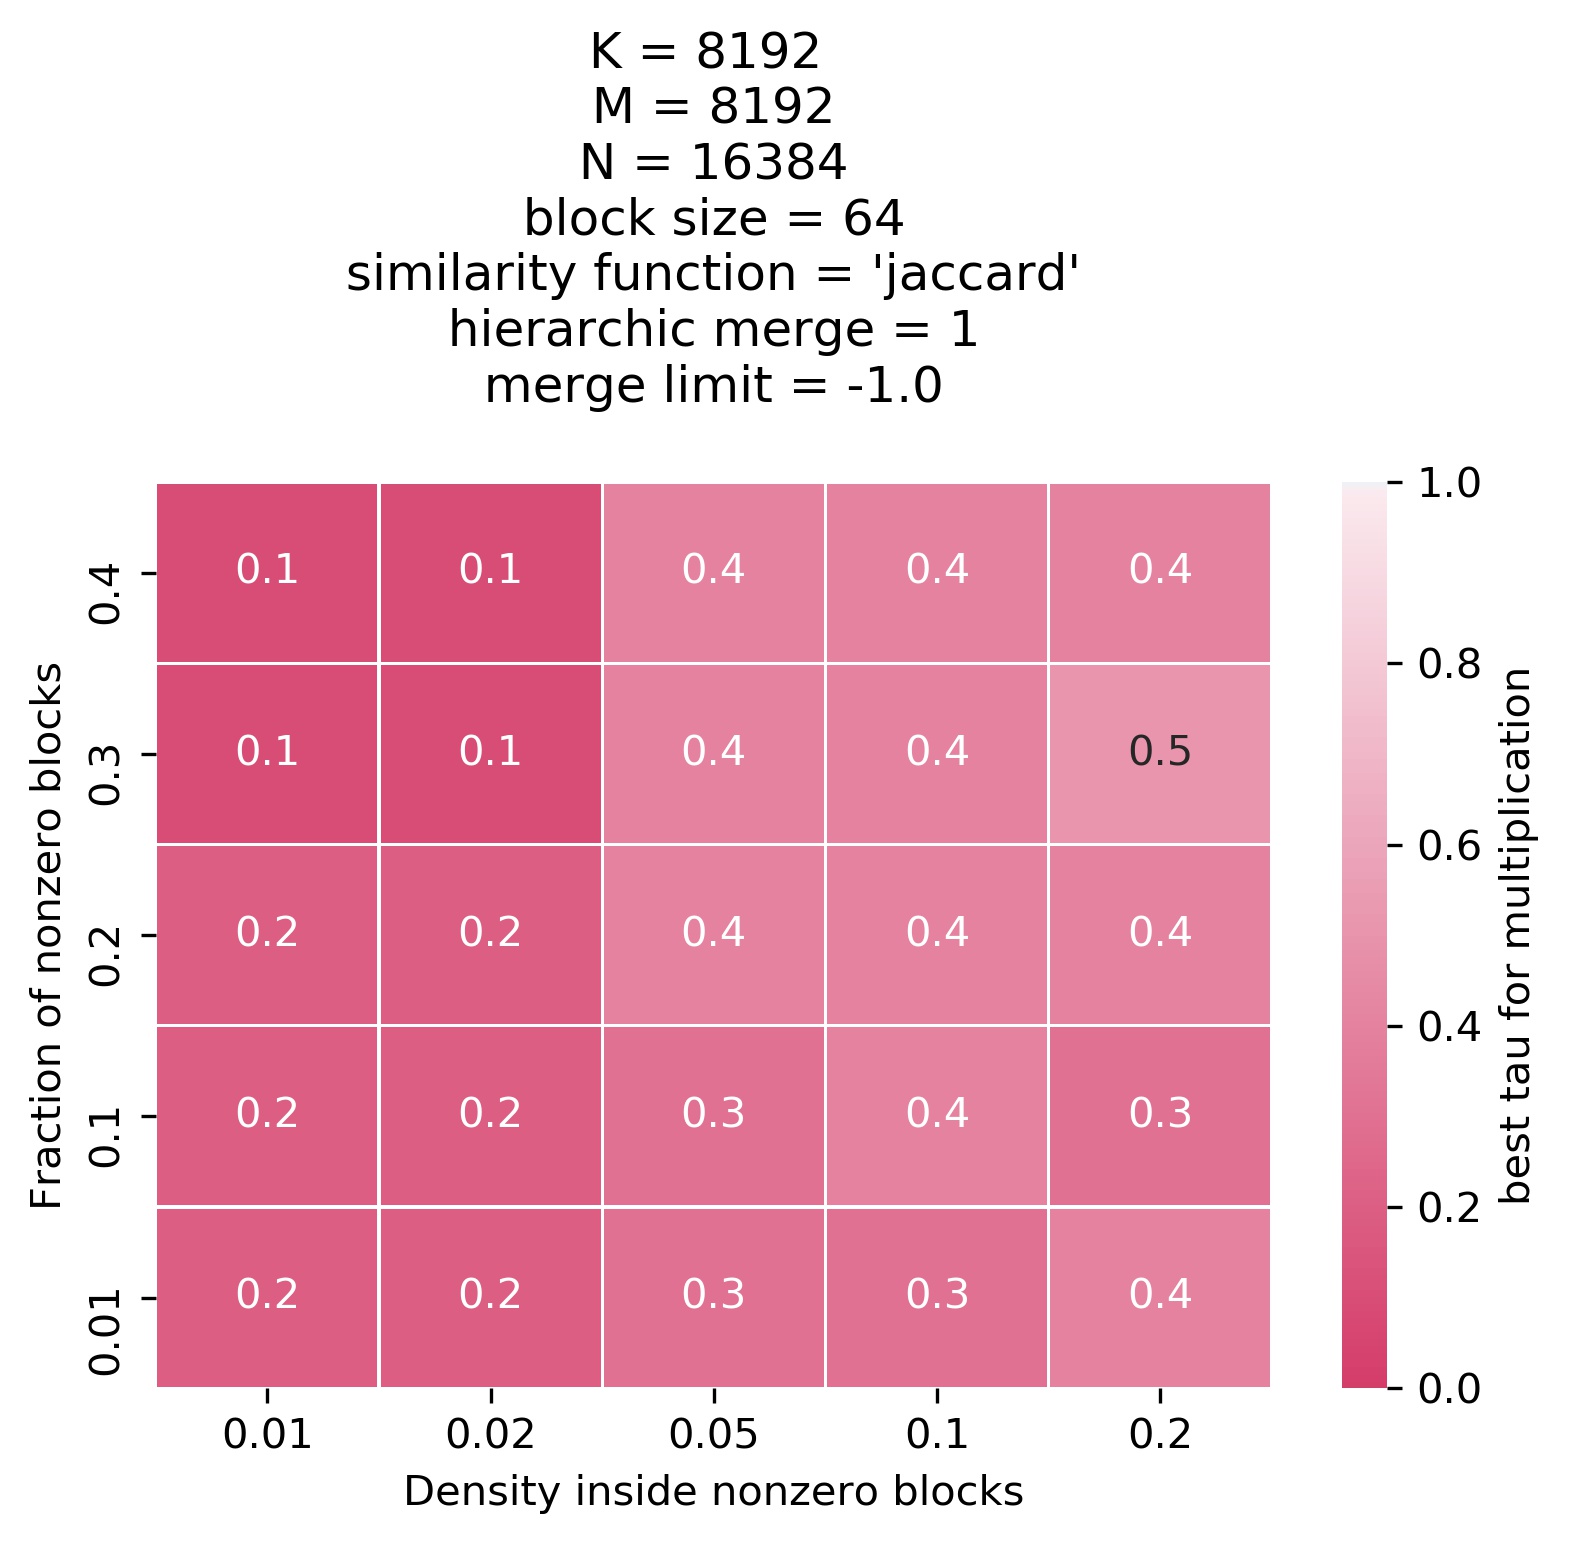 K = 8192
M = 8192
N = 16384
block size = 64
similarity function = 'jaccard'
hierarchic merge = 1
merge limit = -1.0
Fraction of nonzero blocks
0.4
0.1 0.1 0.4 0.4 0.4
0.3
0.1 0.1 0.4 0.4 0.5
0.2
0.2 0.2 0.4 0.4 0.4
0.1
0.2 0.2 0.3 0.4 0.3
0.01
0.2 0.2 0.3 0.3 0.4
0.01 0.02 0.05 0.1 0.2
Density inside nonzero blocks
1.0
0.8
0.6
0.4
0.2
0.0
best tau for multiplication